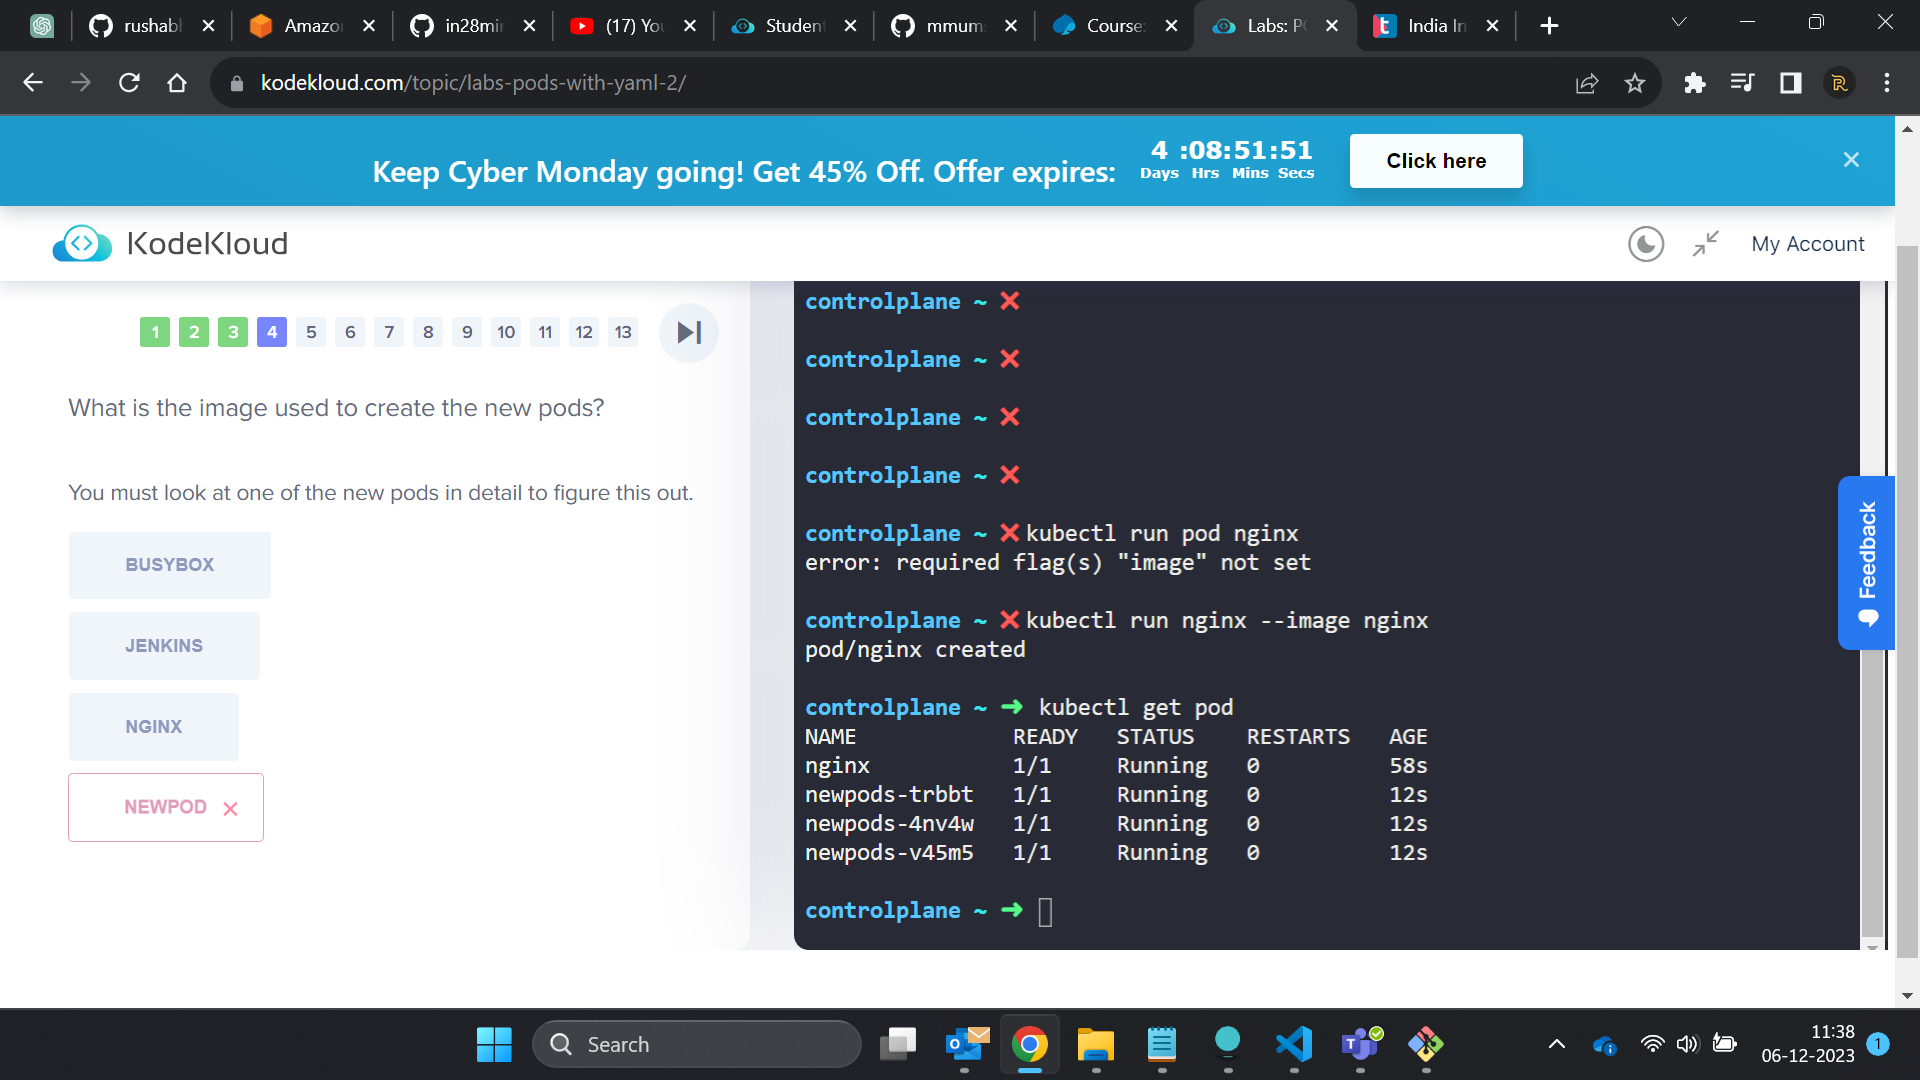 rushabh
Amazon
in28min
(17) You
Student
mmum
Course:
Labs: PO
India In
kodekloud.com/topic/labs-pods-with-yaml-2/
Keep Cyber Monday going! Get 45% Off. Offer expires:
4 :08:51:51
Days Hrs Mins Secs
Click here
KodeKloud
My Account
1 2 3 4 5 6 7 8 9 10 11 12 13
What is the image used to create the new pods?
You must look at one of the new pods in detail to figure this out.
BUSYBOX
JENKINS
NGINX
NEWPOD
controlplane ~ ❌
controlplane ~ ❌
controlplane ~ ❌
controlplane ~ ❌
controlplane ~ ❌kubectl run pod nginx
error: required flag(s) "image" not set
controlplane ~ ❌kubectl run nginx --image nginx
pod/nginx created
controlplane ~ ➜ kubectl get pod
NAME READY STATUS RESTARTS AGE
nginx 1/1 Running 0 58s
newpods-trbbt 1/1 Running 0 12s
newpods-4nv4w 1/1 Running 0 12s
newpods-v45m5 1/1 Running 0 12s
controlplane ~ ➜
Feedback
Search
11:38
06-12-2023
1